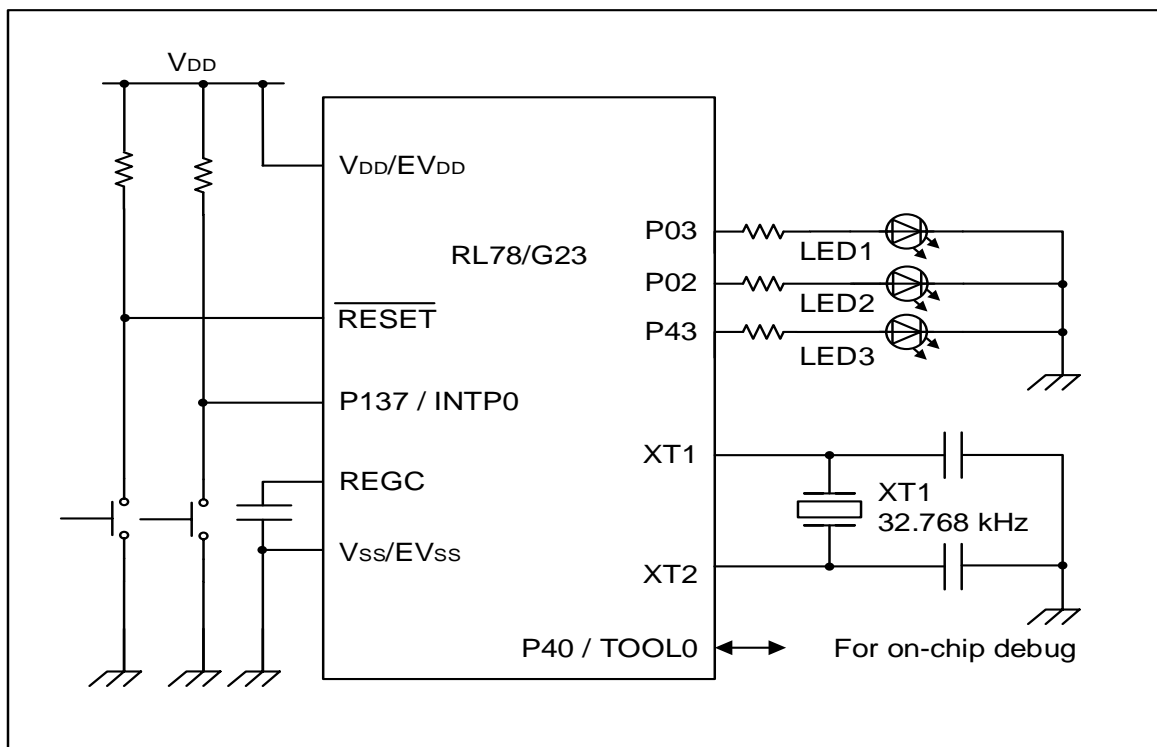 VDD
VDD/EVDD
RL78/G23
RESET
P137 / INTP0
REGC
VSS/EVSS
P03
P02
P43
LED1
LED2
LED3
XT1
XT2
XT1
32.768 kHz
P40 / TOOL0
For on-chip debug